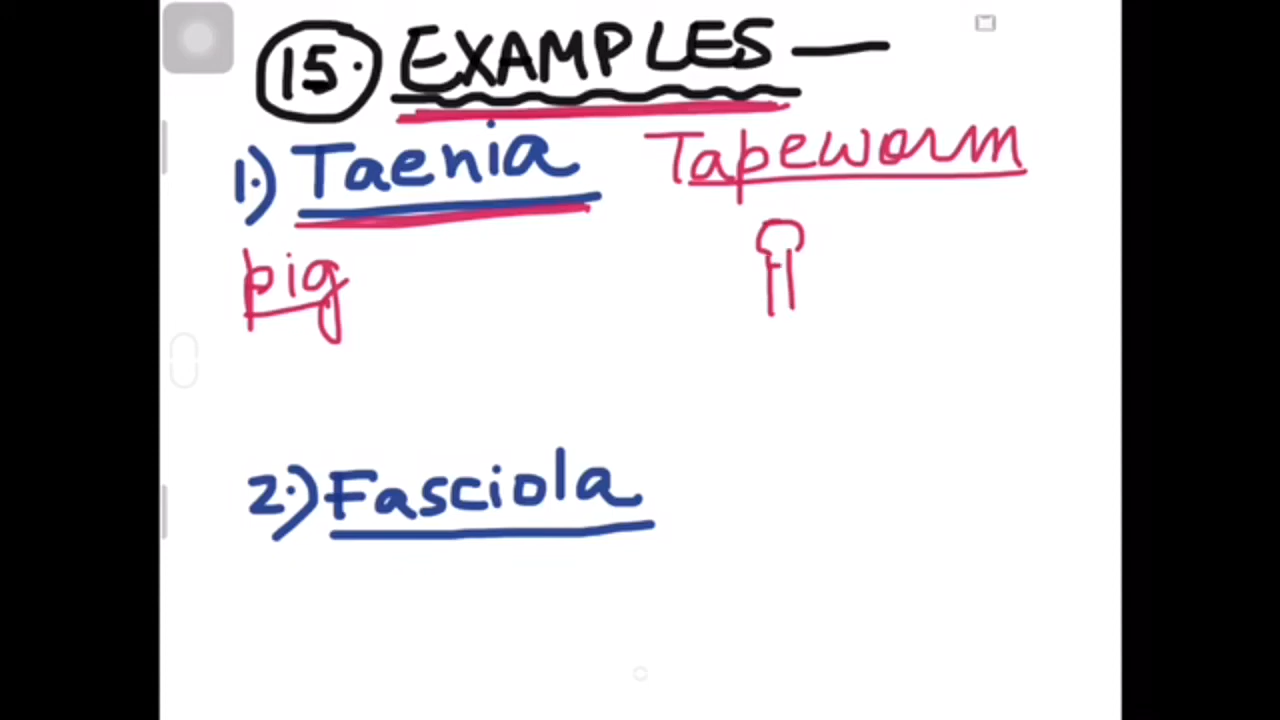 15. EXAMPLES —
1.) Taenia Tapeworm
pig
2.) Fasciola